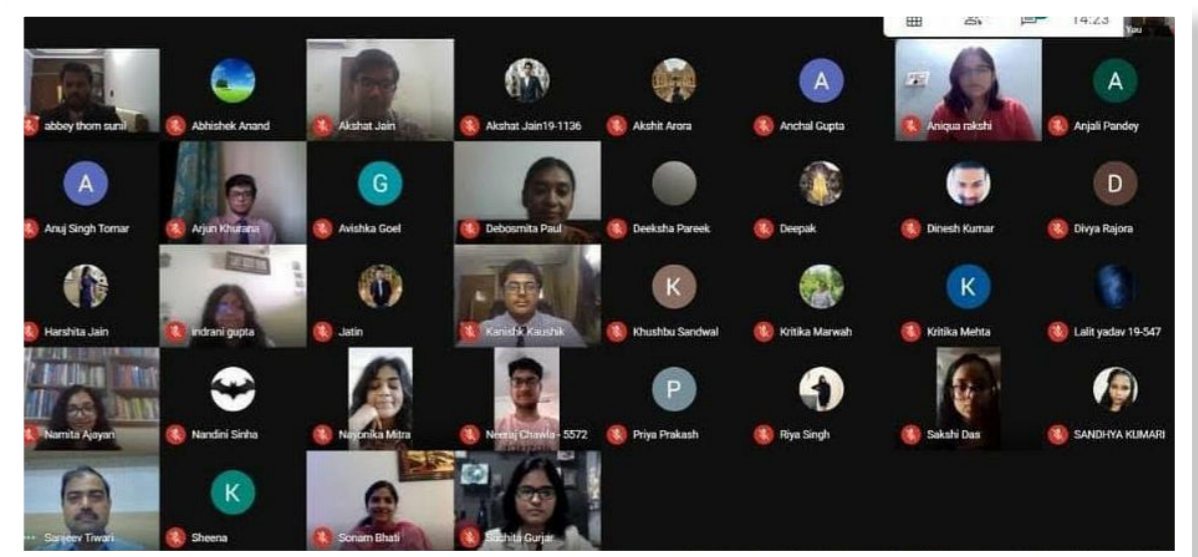 14:23
You
abbey thom sunil
Abhishek Anand
Akshat Jain
Akshat Jain19-1136
Akshit Arora
A
Anchal Gupta
Aniqua rakshi
A
Anjali Pandey
A
Anuj Singh Tomar
Arjun Khurana
G
Avishka Goel
Debosmita Paul
Deeksha Pareek
Deepak
Dinesh Kumar
D
Divya Rajora
Harshita Jain
indrani gupta
Jatin
Kanishk Kaushik
K
Khushbu Sandwal
Kritika Marwah
K
Kritika Mehta
Lalit yadav 19-547
Namita Ajayan
Nandini Sinha
Nayonika Mitra
Neeraj Chawla - 5572
P
Priya Prakash
Riya Singh
Sakshi Das
SANDHYA KUMARI
Sanjeev Tiwari
K
Sheena
Sonam Bhati
Suchita Gurjar